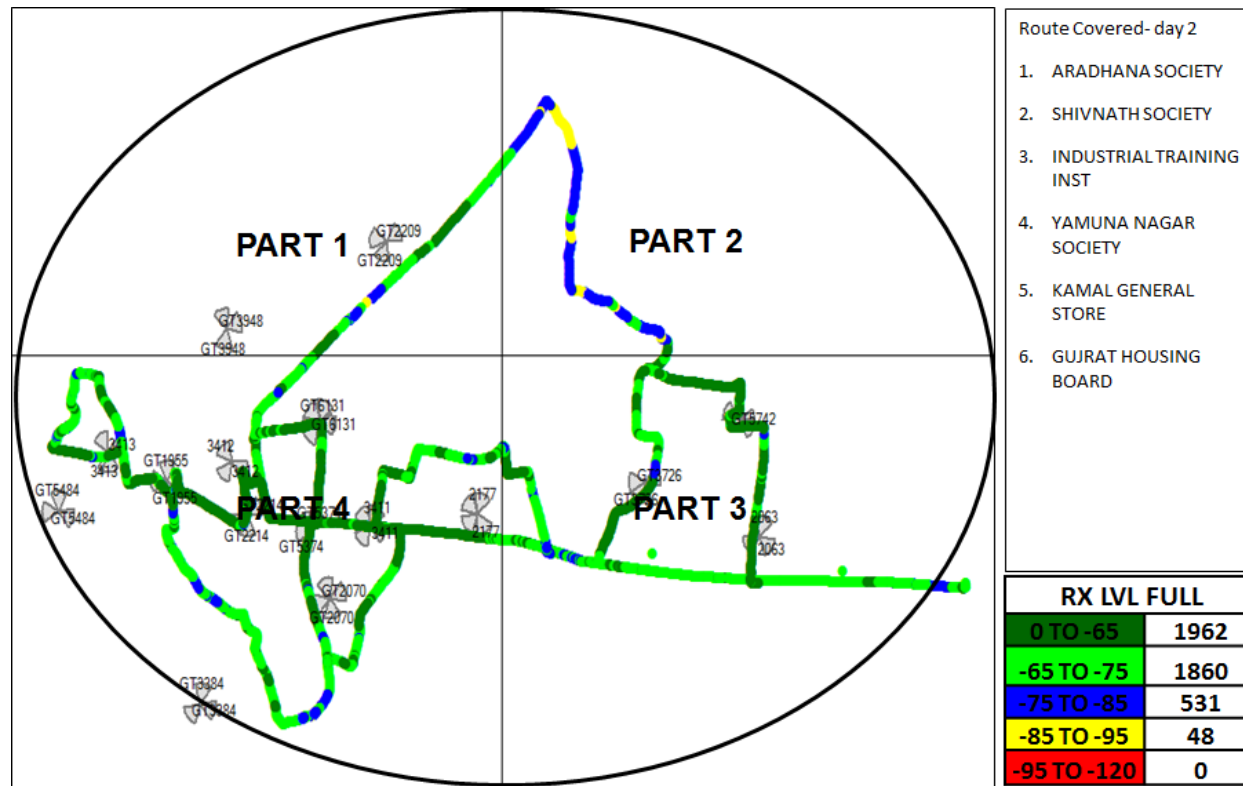 Route Covered- day 2
1. ARADHANA SOCIETY
2. SHIVNATH SOCIETY
3. INDUSTRIAL TRAINING
INST
4. YAMUNA NAGAR
SOCIETY
5. KAMAL GENERAL
STORE
6. GUJRAT HOUSING
BOARD
PART 1
PART 2
GT2209
GT2209
GT3948
GT3948
GT6131
GT6131
GT5742
3413
3413
3412
3412
GT1955
GT1955
GT5484
GT5484
PART 4
PART 3
GT2214
GT5374
3411
3411
2177
2177
2063
2063
GT2070
GT2070
GT3384
GT3384
RX LVL FULL
0 TO -65 1962
-65 TO -75 1860
-75 TO -85 531
-85 TO -95 48
-95 TO -120 0